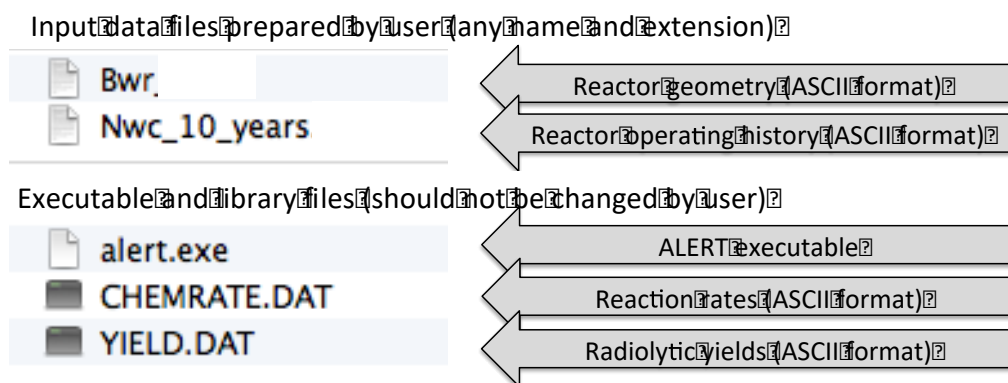 Input data files prepared by user (any name and extension)
Bwr_
Reactor geometry (ASCII format)
Nwc_10_years
Reactor operating history (ASCII format)
Executable and library files (should not be changed by user)
alert.exe
ALERT executable
CHEMRATE.DAT
Reaction rates (ASCII format)
YIELD.DAT
Radiolytic yields (ASCII format)